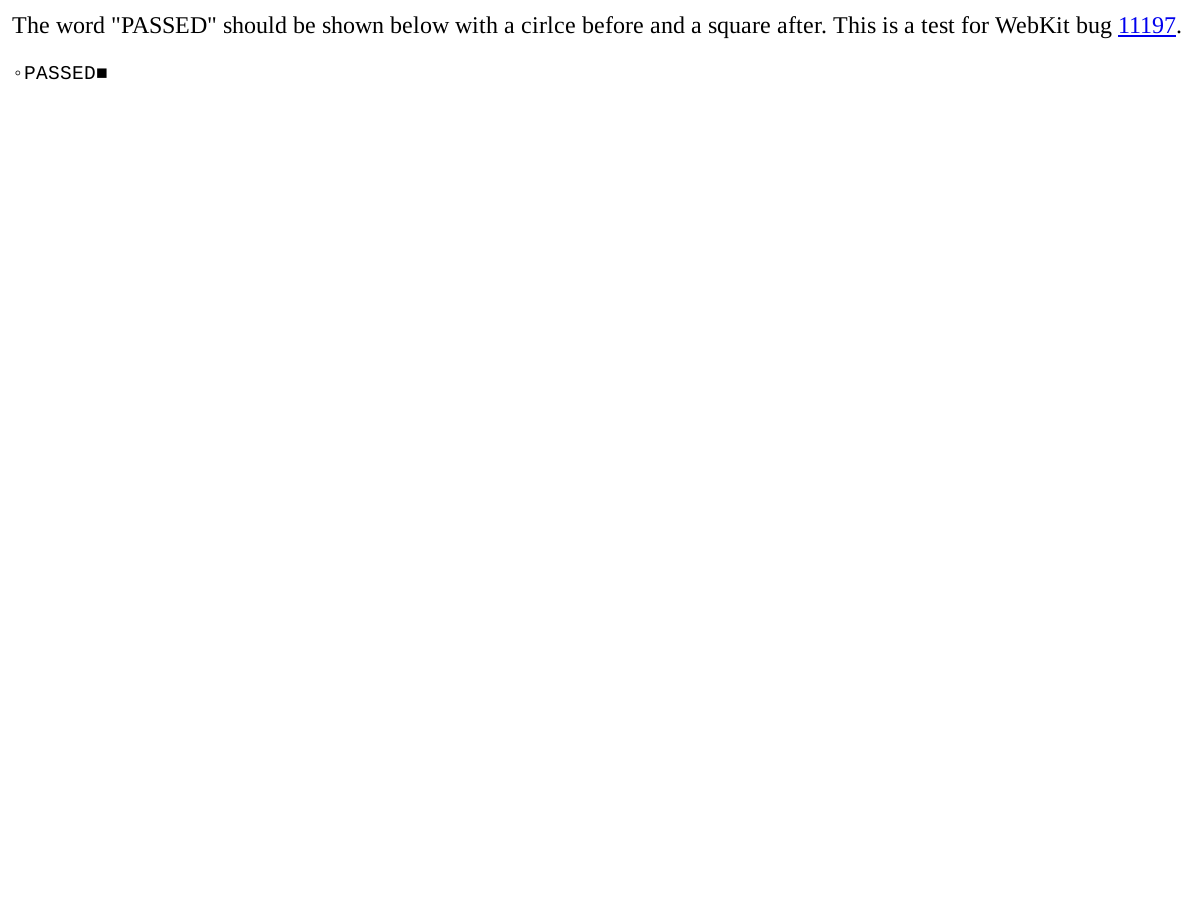 The word "PASSED" should be shown below with a cirlce before and a square after. This is a test for WebKit bug 11197.
◦PASSED■